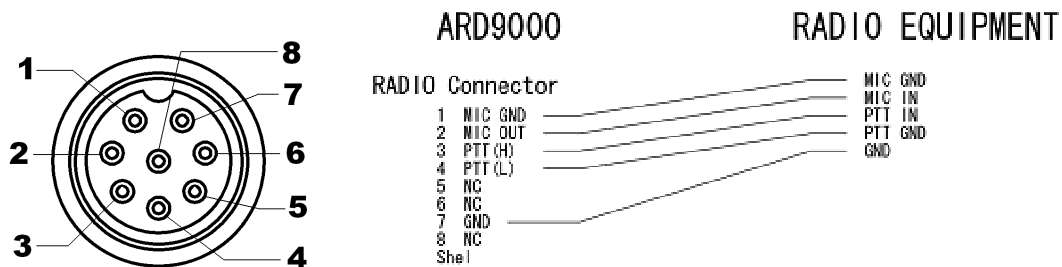 ARD9000
RADIO EQUIPMENT
RADIO Connector
1 MIC GND
2 MIC OUT
3 PTT(H)
4 PTT(L)
5 NC
6 NC
7 GND
8 NC
Shel
MIC GND
MIC IN
PTT IN
PTT GND
GND
1
2
3
4
5
6
7
8